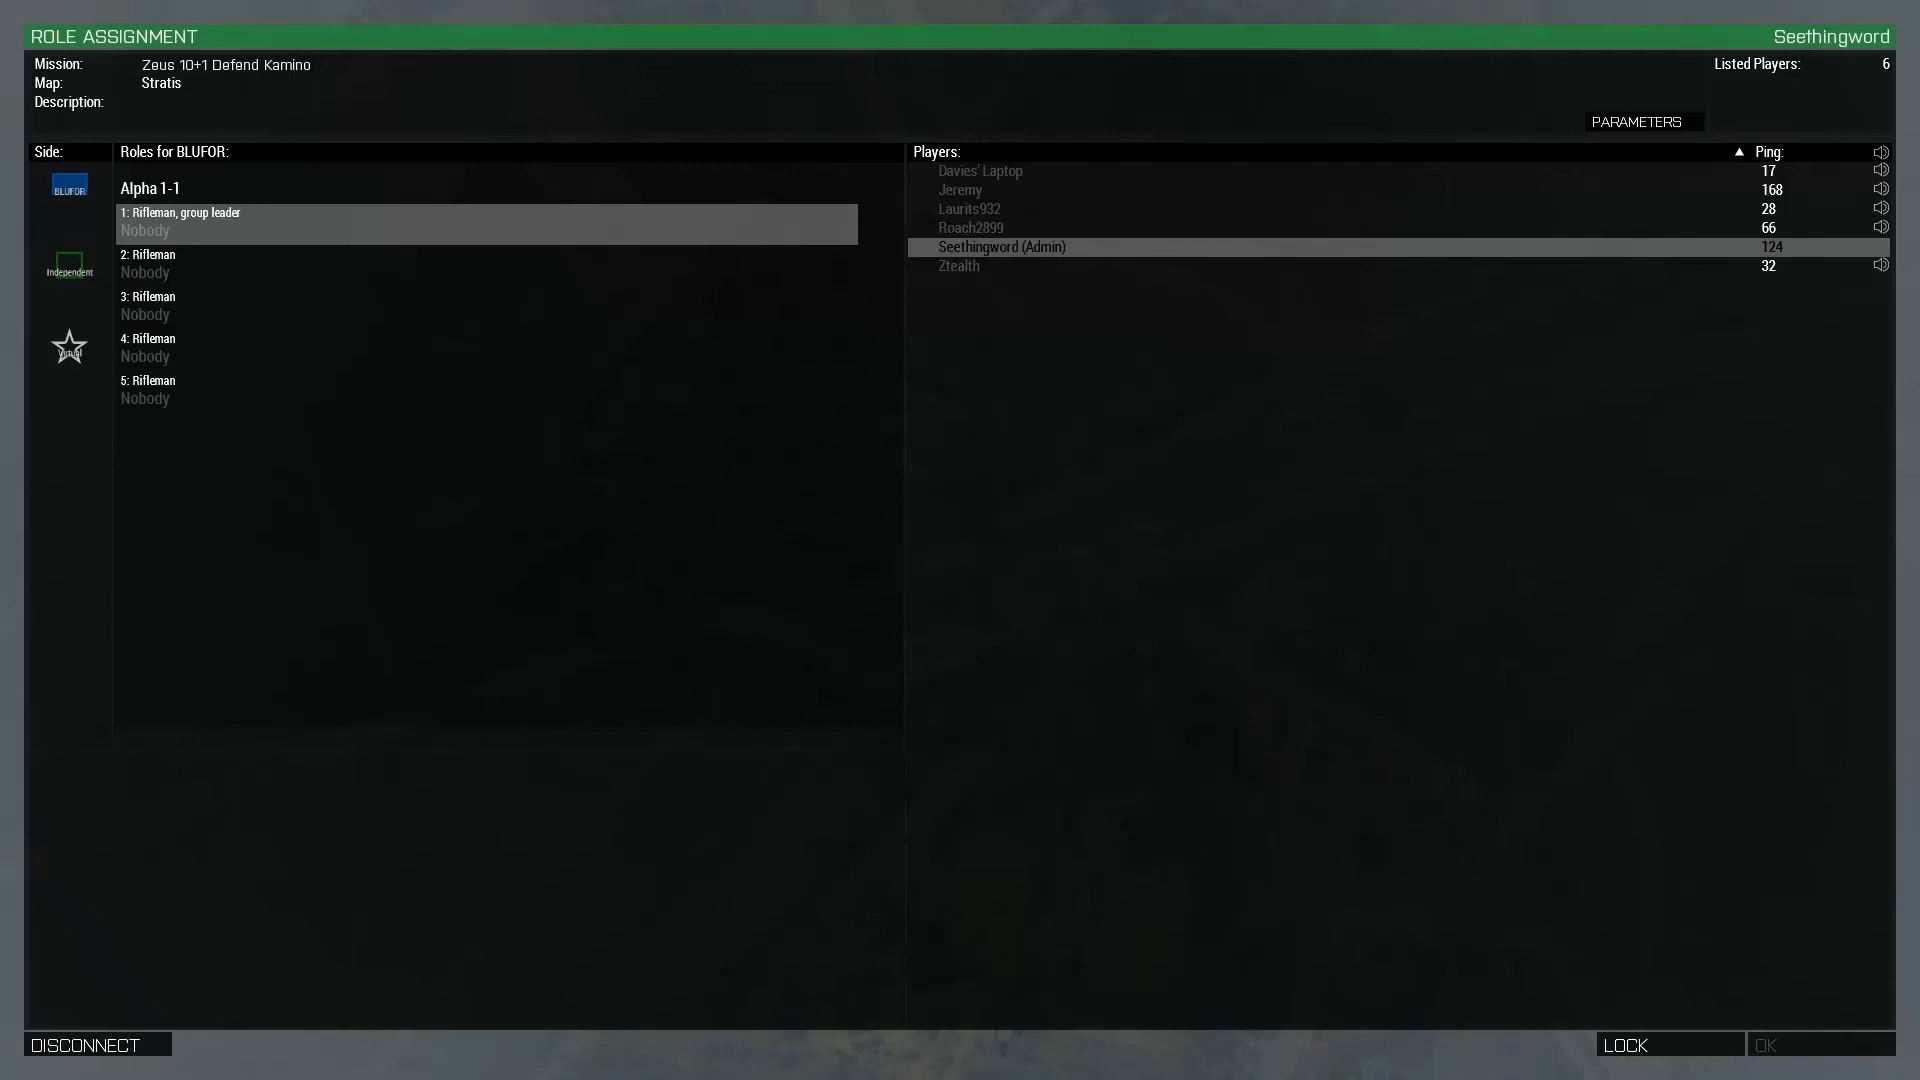 ROLE ASSIGNMENT Seethingword
Mission: Zeus 10+1 Defend Kamino Listed Players: 6
Map: Stratis
Description:
PARAMETERS
Side: Roles for BLUFOR: Players: ▲ Ping:
BLUFOR
Independent
Virtual
Alpha 1-1
1: Rifleman, group leader
Nobody
2: Rifleman
Nobody
3: Rifleman
Nobody
4: Rifleman
Nobody
5: Rifleman
Nobody
Davies' Laptop 17
Jeremy 168
Laurits932 28
Roach2899 66
Seethingword (Admin) 124
Ztealth 32
DISCONNECT LOCK OK